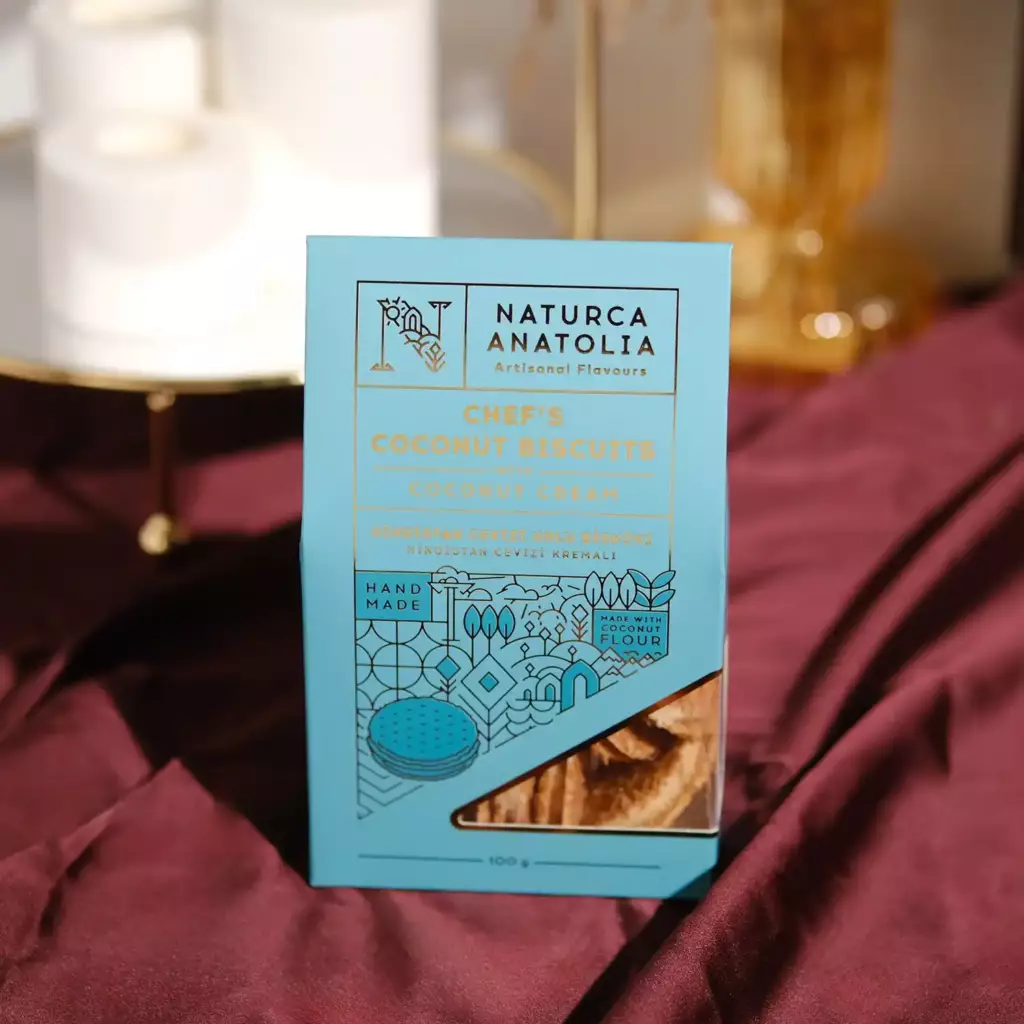 NATURCA
ANATOLIA
Artisanal Flavours
CHEF'S
COCONUT BISCUITS
WITH
COCONUT CREAM
HİNDİSTAN CEVİZİ UNLU BİSKÜVİ
HİNDİSTAN CEVİZİ KREMALI
HAND
MADE
MADE WITH
COCONUT
FLOUR
100 g